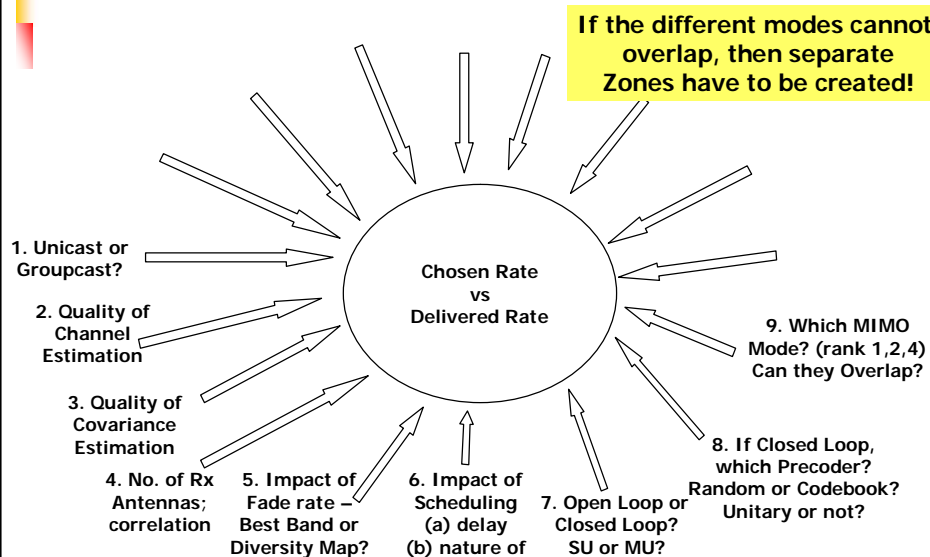 If the different modes cannot
overlap, then separate
Zones have to be created!
Chosen Rate
vs
Delivered Rate
1. Unicast or
Groupcast?
2. Quality of
Channel
Estimation
3. Quality of
Covariance
Estimation
4. No. of Rx
Antennas;
correlation
5. Impact of
Fade rate –
Best Band or
Diversity Map?
6. Impact of
Scheduling
(a) delay
(b) nature of
7. Open Loop or
Closed Loop?
SU or MU?
8. If Closed Loop,
which Precoder?
Random or Codebook?
Unitary or not?
9. Which MIMO
Mode? (rank 1,2,4)
Can they Overlap?